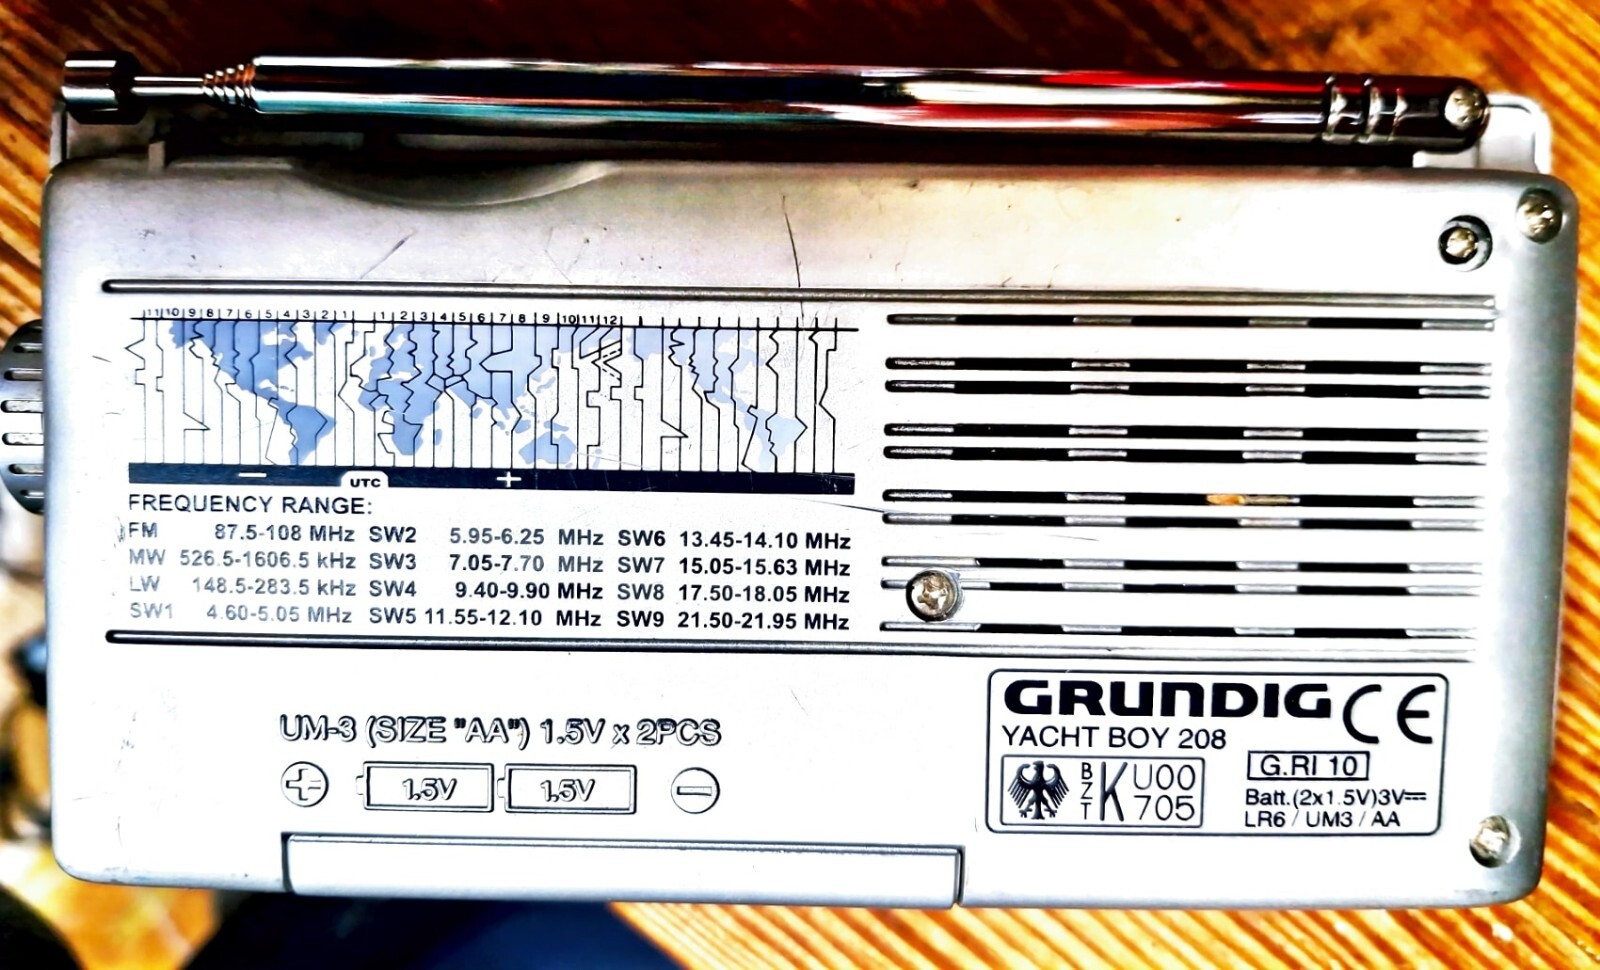 11 10 9 8 7 6 5 4 3 2 1 1 2 3 4 5 6 7 8 9 10 11 12
− UTC +
FREQUENCY RANGE:
FM 87.5-108 MHz SW2 5.95-6.25 MHz SW6 13.45-14.10 MHz
MW 526.5-1606.5 kHz SW3 7.05-7.70 MHz SW7 15.05-15.63 MHz
LW 148.5-283.5 kHz SW4 9.40-9.90 MHz SW8 17.50-18.05 MHz
SW1 4.60-5.05 MHz SW5 11.55-12.10 MHz SW9 21.50-21.95 MHz
UM-3 (SIZE "AA") 1.5V x 2PCS
+ 1.5V 1.5V −
GRUNDIG CE
YACHT BOY 208
BZT K U00 705
G.RI 10
Batt.(2x1.5V)3V
LR6 / UM3 / AA